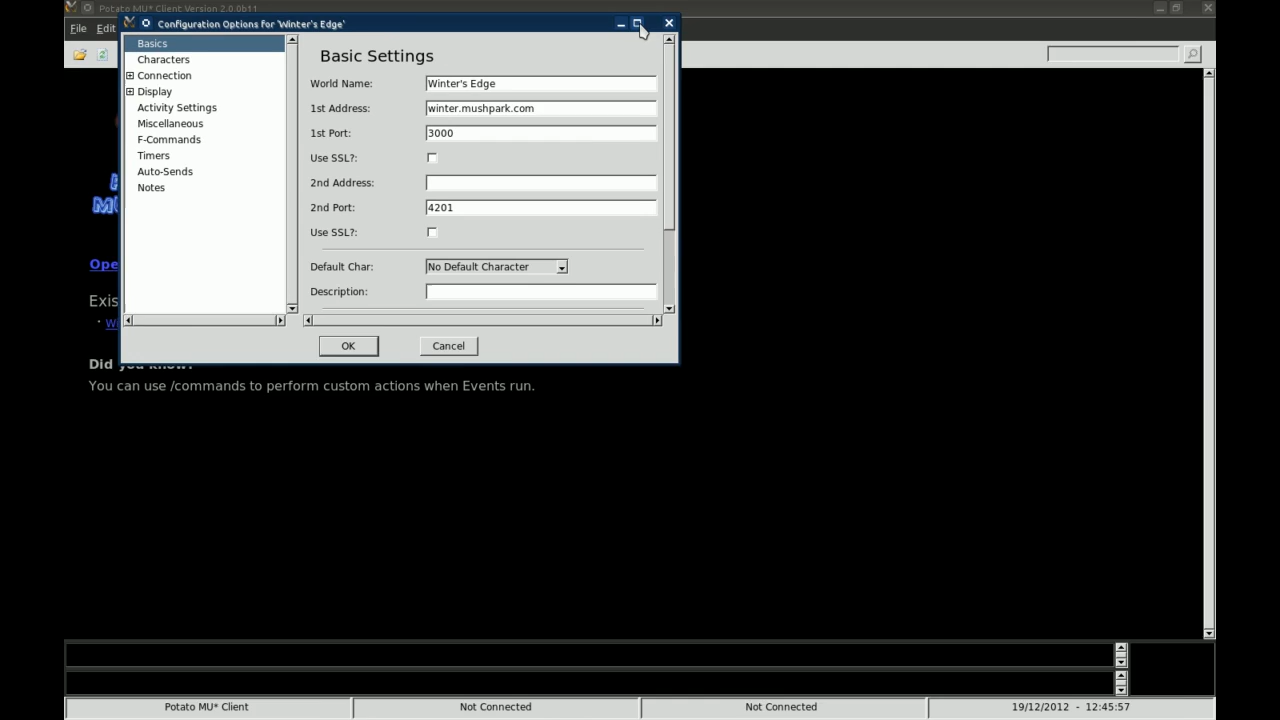 Potato MU* Client Version 2.0.0b11
Configuration Options for 'Winter's Edge'
File Edit
Basics
Characters
Connection
Display
Activity Settings
Miscellaneous
F-Commands
Timers
Auto-Sends
Notes
Basic Settings
World Name: Winter's Edge
1st Address: winter.mushpark.com
1st Port: 3000
Use SSL?:
2nd Address:
2nd Port: 4201
Use SSL?:
Default Char: No Default Character
Description:
OK Cancel
MU
Ope
Exis
· W
Did you know?
You can use /commands to perform custom actions when Events run.
Potato MU* Client Not Connected Not Connected 19/12/2012 - 12:45:57